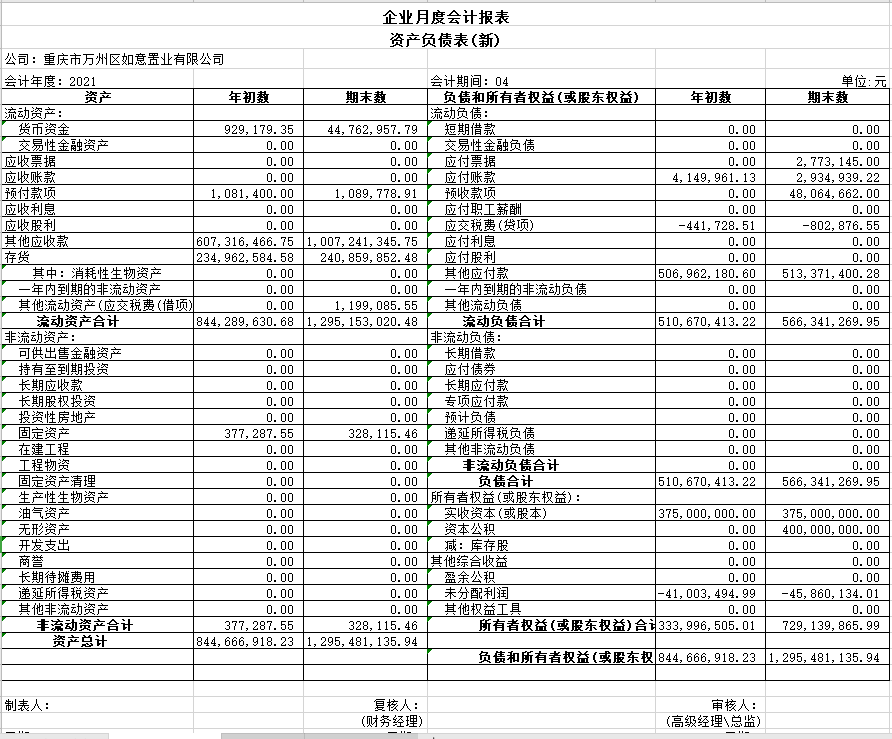 企业月度会计报表
资产负债表(新)
公司：重庆市万州区如意置业有限公司
会计年度：2021 会计期间：04 单位:元
资产 年初数 期末数 负债和所有者权益(或股东权益) 年初数 期末数
流动资产： 流动负债：
货币资金 929,179.35 44,762,957.79 短期借款 0.00 0.00
交易性金融资产 0.00 0.00 交易性金融负债 0.00 0.00
应收票据 0.00 0.00 应付票据 0.00 2,773,145.00
应收账款 0.00 0.00 应付账款 4,149,961.13 2,934,939.22
预付款项 1,081,400.00 1,089,778.91 预收款项 0.00 48,064,662.00
应收利息 0.00 0.00 应付职工薪酬 0.00 0.00
应收股利 0.00 0.00 应交税费(贷项) -441,728.51 -802,876.55
其他应收款 607,316,466.75 1,007,241,345.75 应付利息 0.00 0.00
存货 234,962,584.58 240,859,852.48 应付股利 0.00 0.00
其中：消耗性生物资产 0.00 0.00 其他应付款 506,962,180.60 513,371,400.28
一年内到期的非流动资产 0.00 0.00 一年内到期的非流动负债 0.00 0.00
其他流动资产(应交税费(借项) 0.00 1,199,085.55 其他流动负债 0.00 0.00
流动资产合计 844,289,630.68 1,295,153,020.48 流动负债合计 510,670,413.22 566,341,269.95
非流动资产： 非流动负债：
可供出售金融资产 0.00 0.00 长期借款 0.00 0.00
持有至到期投资 0.00 0.00 应付债券 0.00 0.00
长期应收款 0.00 0.00 长期应付款 0.00 0.00
长期股权投资 0.00 0.00 专项应付款 0.00 0.00
投资性房地产 0.00 0.00 预计负债 0.00 0.00
固定资产 377,287.55 328,115.46 递延所得税负债 0.00 0.00
在建工程 0.00 0.00 其他非流动负债 0.00 0.00
工程物资 0.00 0.00 非流动负债合计 0.00 0.00
固定资产清理 0.00 0.00 负债合计 510,670,413.22 566,341,269.95
生产性生物资产 0.00 0.00 所有者权益(或股东权益)：
油气资产 0.00 0.00 实收资本(或股本) 375,000,000.00 375,000,000.00
无形资产 0.00 0.00 资本公积 0.00 400,000,000.00
开发支出 0.00 0.00 减：库存股 0.00 0.00
商誉 0.00 0.00 其他综合收益 0.00 0.00
长期待摊费用 0.00 0.00 盈余公积 0.00 0.00
递延所得税资产 0.00 0.00 未分配利润 -41,003,494.99 -45,860,134.01
其他非流动资产 0.00 0.00 其他权益工具 0.00 0.00
非流动资产合计 377,287.55 328,115.46 所有者权益(或股东权益)合计 333,996,505.01 729,139,865.99
资产总计 844,666,918.23 1,295,481,135.94
负债和所有者权益(或股东权 844,666,918.23 1,295,481,135.94
制表人： 复核人： 审核人：
(财务经理) (高级经理\总监)